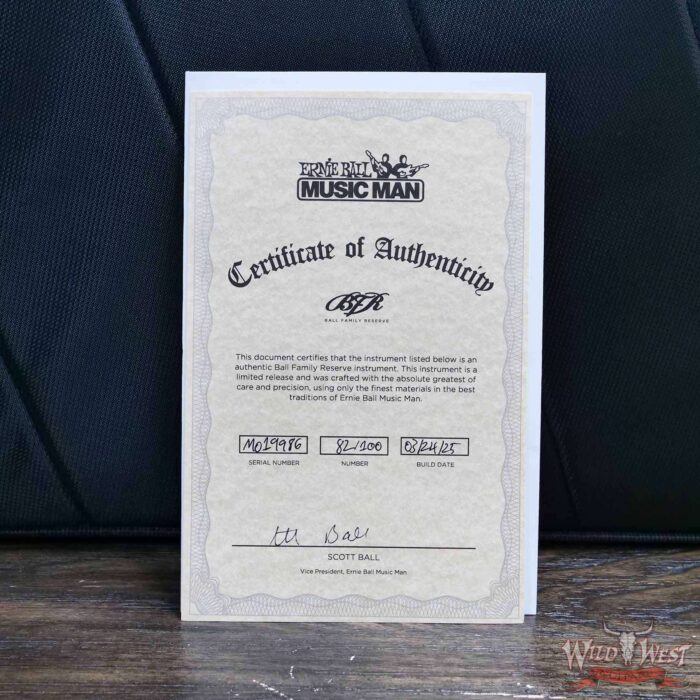 ERNIE BALL
MUSIC MAN
Certificate of Authenticity
BFR
BALL FAMILY RESERVE
This document certifies that the instrument listed below is an
authentic Ball Family Reserve instrument. This instrument is a
limited release and was crafted with the absolute greatest of
care and precision, using only the finest materials in the best
traditions of Ernie Ball Music Man.
M019986 82/100 03/24/25
SERIAL NUMBER NUMBER BUILD DATE
Ball
SCOTT BALL
Vice President, Ernie Ball Music Man
WILD WEST